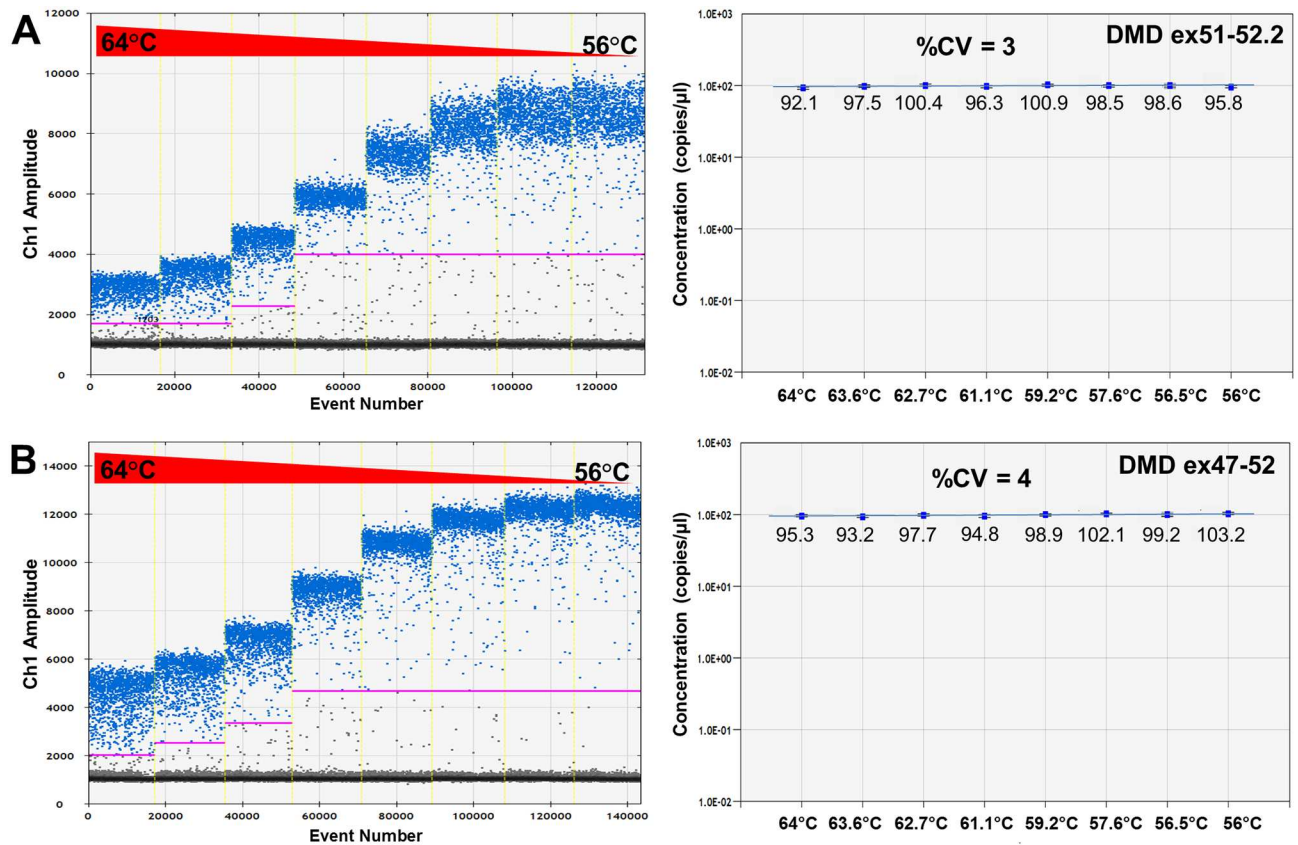 A
64°C
56°C
12000
10000
8000
6000
4000
2000
0
1703
Ch1 Amplitude
0 20000 40000 60000 80000 100000 120000
Event Number
%CV = 3
DMD ex51-52.2
1.0E+03
1.0E+02
1.0E+01
1.0E+00
1.0E-01
1.0E-02
Concentration (copies/µl)
92.1 97.5 100.4 96.3 100.9 98.5 98.6 95.8
64°C 63.6°C 62.7°C 61.1°C 59.2°C 57.6°C 56.5°C 56°C
B
64°C
56°C
14000
12000
10000
8000
6000
4000
2000
0
Ch1 Amplitude
0 20000 40000 60000 80000 100000 120000 140000
Event Number
%CV = 4
DMD ex47-52
1.0E+03
1.0E+02
1.0E+01
1.0E+00
1.0E-01
1.0E-02
Concentration (copies/µl)
95.3 93.2 97.7 94.8 98.9 102.1 99.2 103.2
64°C 63.6°C 62.7°C 61.1°C 59.2°C 57.6°C 56.5°C 56°C